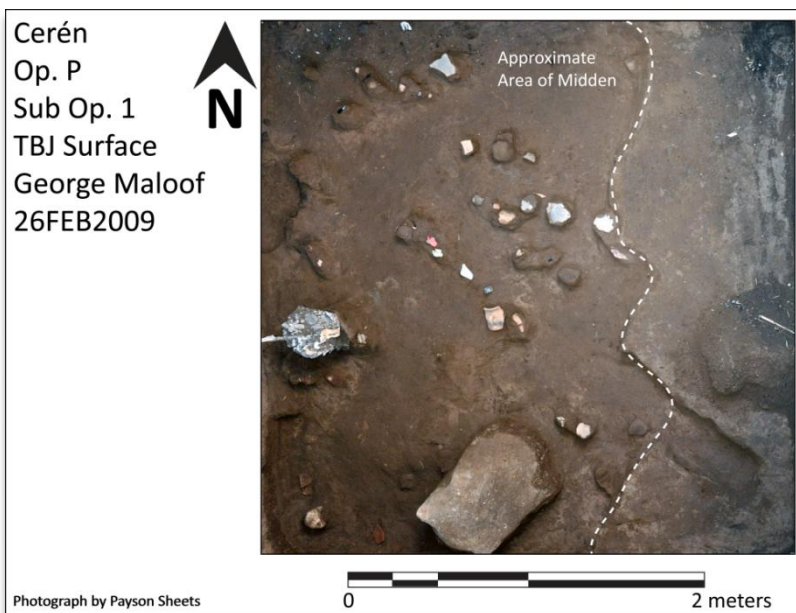 Cerén
Op. P
Sub Op. 1
TBJ Surface
George Maloof
26FEB2009
N
Approximate
Area of Midden
Photograph by Payson Sheets
0
2 meters